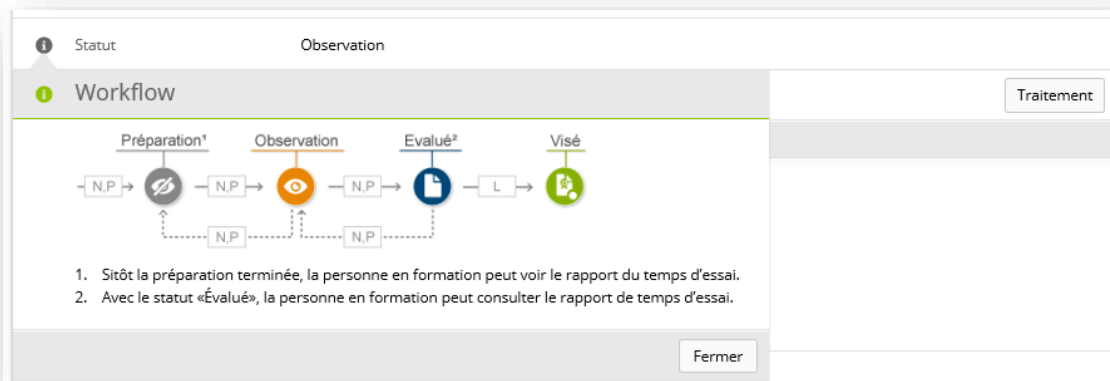 Statut Observation
Workflow
Traitement
Préparation¹ Observation Evalué² Visé
N,P N,P N,P L
N,P N,P
1. Sitôt la préparation terminée, la personne en formation peut voir le rapport du temps d'essai.
2. Avec le statut «Évalué», la personne en formation peut consulter le rapport de temps d'essai.
Fermer